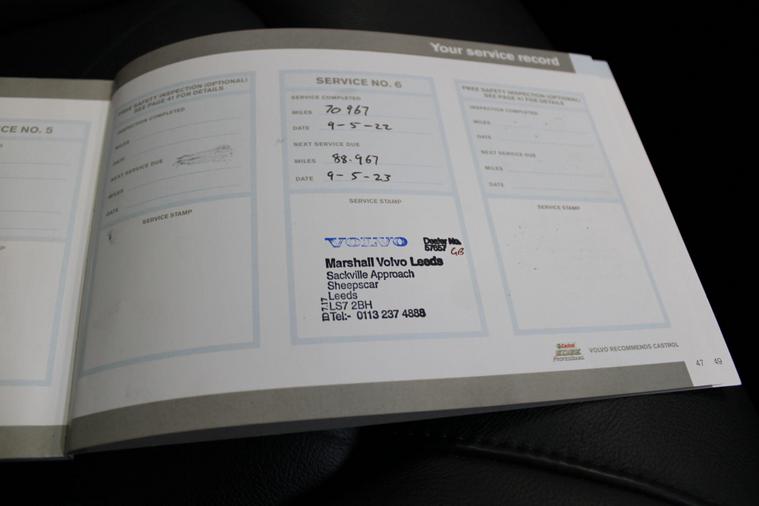 Your service record
CE NO. 5
FREE SAFETY INSPECTION (OPTIONAL)
SEE PAGE 41 FOR DETAILS
INSPECTION COMPLETED
MILES
DATE
NEXT SERVICE DUE
MILES
DATE
SERVICE STAMP
SERVICE NO. 6
SERVICE COMPLETED
MILES 70 967
DATE 9-5-22
NEXT SERVICE DUE
MILES 88.967
DATE 9-5-23
SERVICE STAMP
VOLVO Dealer No.
57057 GB
Marshall Volvo Leeds
Sackville Approach
Sheepscar
Leeds
LS7 2BH
Tel:- 0113 237 4888
7.17
FREE SAFETY INSPECTION (OPTIONAL)
SEE PAGE 41 FOR DETAILS
INSPECTION COMPLETED
MILES
DATE
NEXT SERVICE DUE
MILES
DATE
SERVICE STAMP
Castrol
EDGE
Professional
VOLVO RECOMMENDS CASTROL
47 49